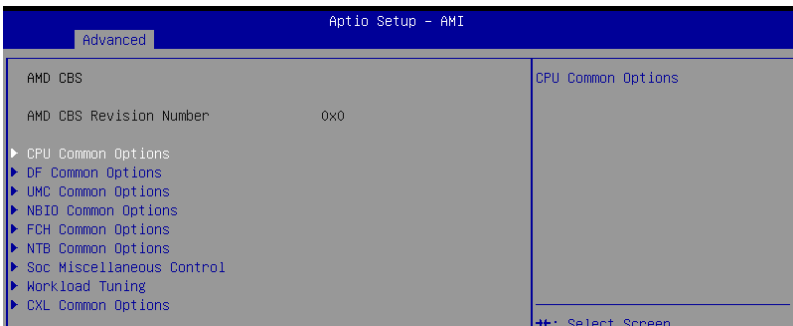 Aptio Setup – AMI
Advanced
AMD CBS
CPU Common Options
AMD CBS Revision Number 0x0
CPU Common Options
DF Common Options
UMC Common Options
NBIO Common Options
FCH Common Options
NTB Common Options
Soc Miscellaneous Control
Workload Tuning
CXL Common Options
: Select Screen